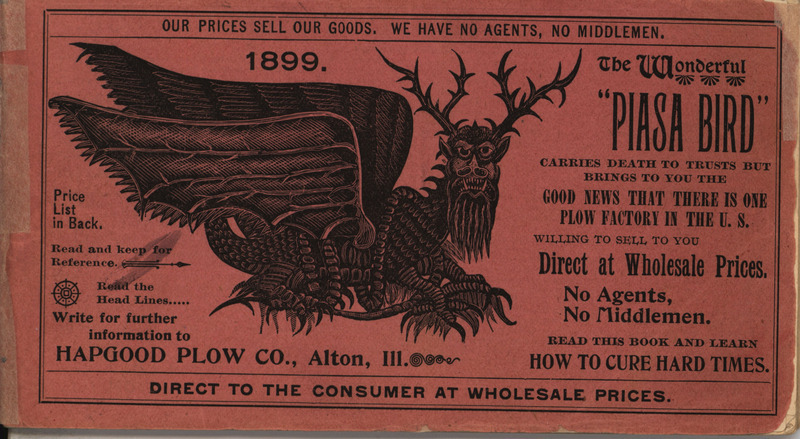 OUR PRICES SELL OUR GOODS. WE HAVE NO AGENTS, NO MIDDLEMEN.
1899.
The Wonderful
"PIASA BIRD"
CARRIES DEATH TO TRUSTS BUT
BRINGS TO YOU THE
GOOD NEWS THAT THERE IS ONE
PLOW FACTORY IN THE U. S.
WILLING TO SELL TO YOU
Direct at Wholesale Prices.
No Agents,
No Middlemen.
READ THIS BOOK AND LEARN
HOW TO CURE HARD TIMES.
Price
List
in Back.
Read and keep for
Reference.
Read the
Head Lines.....
Write for further
information to
HAPGOOD PLOW CO., Alton, Ill.
DIRECT TO THE CONSUMER AT WHOLESALE PRICES.